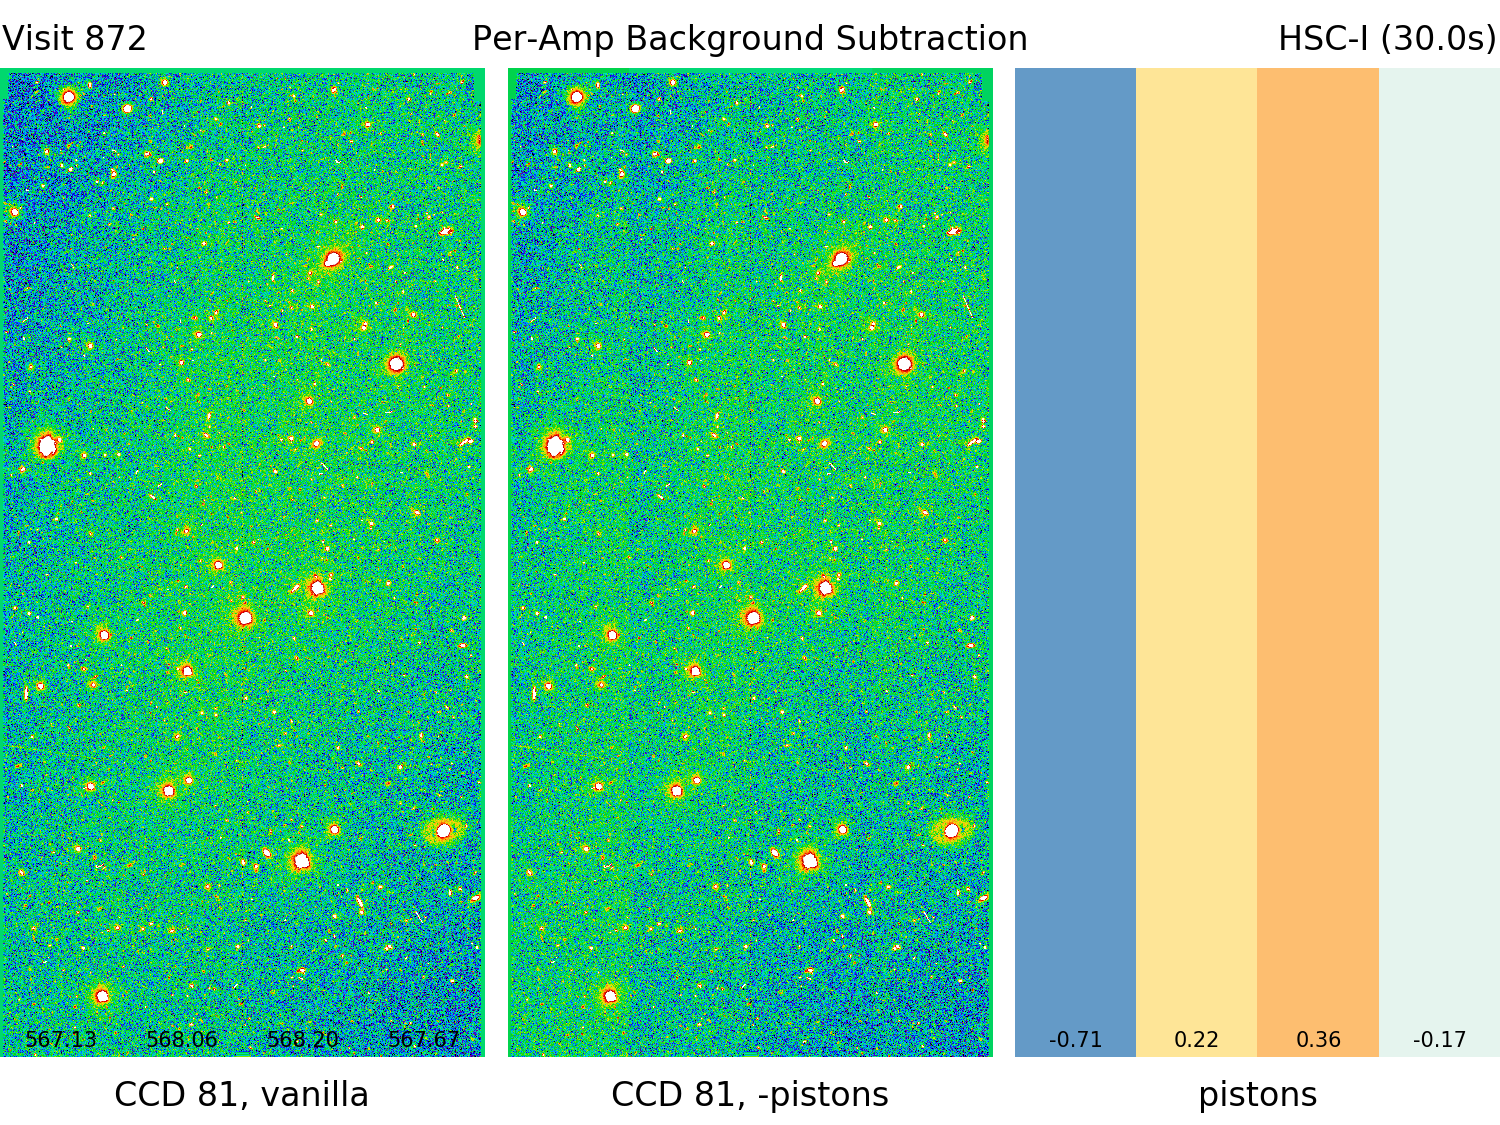 Visit 872 Per-Amp Background Subtraction HSC-I (30.0s)
567.13 568.06 568.20 567.67 -0.71 0.22 0.36 -0.17
CCD 81, vanilla CCD 81, -pistons pistons